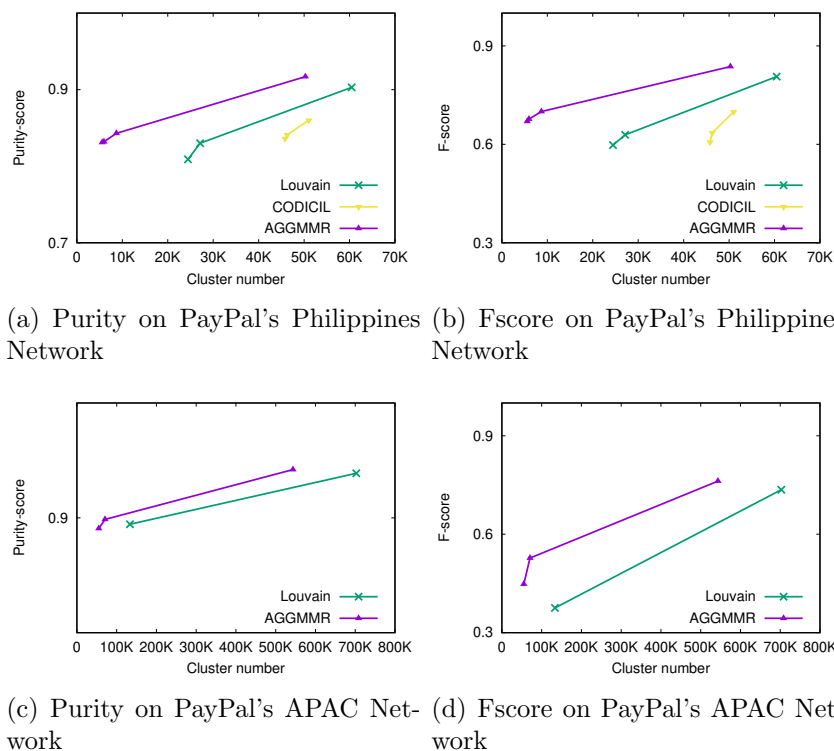 0.9
0.7
Purity-score
Louvain
CODICIL
AGGMMR
0 10K 20K 30K 40K 50K 60K 70K
Cluster number
0.9
0.6
0.3
F-score
Louvain
CODICIL
AGGMMR
0 10K 20K 30K 40K 50K 60K 70K
Cluster number
(a) Purity on PayPal's Philippines
Network
(b) Fscore on PayPal's Philippine
Network
0.9
Purity-score
Louvain
AGGMMR
0 100K 200K 300K 400K 500K 600K 700K 800K
Cluster number
0.9
0.6
0.3
F-score
Louvain
AGGMMR
0 100K 200K 300K 400K 500K 600K 700K 800K
Cluster number
(c) Purity on PayPal's APAC Net-
work
(d) Fscore on PayPal's APAC Net
work